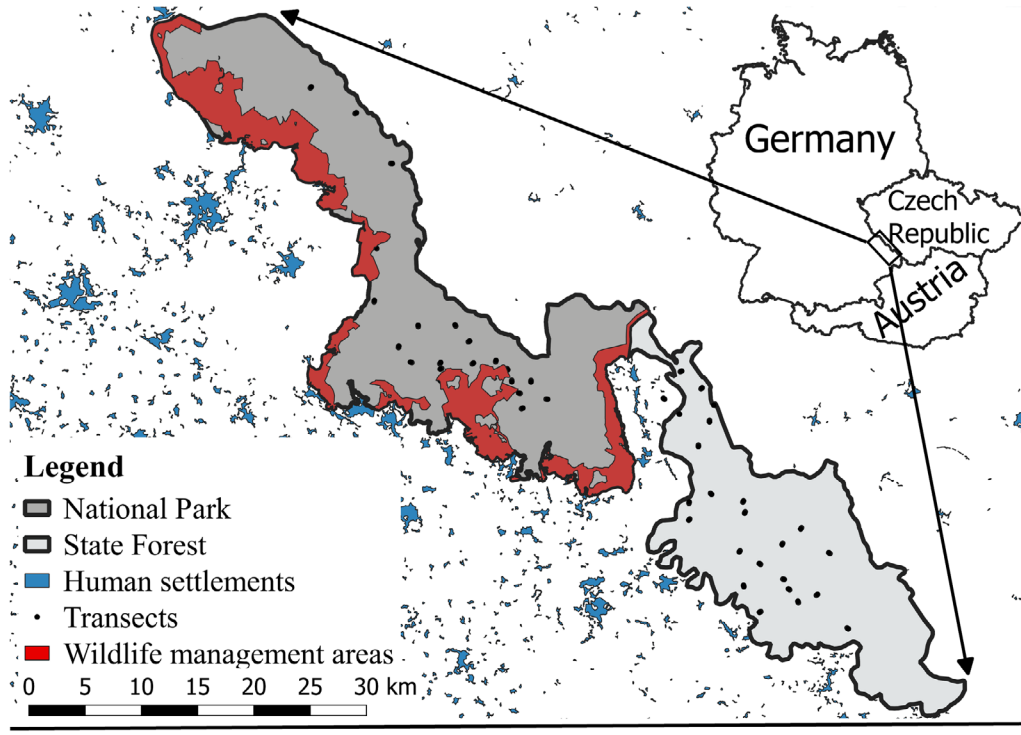 Germany
Czech
Republic
Austria
Legend
National Park
State Forest
Human settlements
Transects
Wildlife management areas
0 5 10 15 20 25 30 km